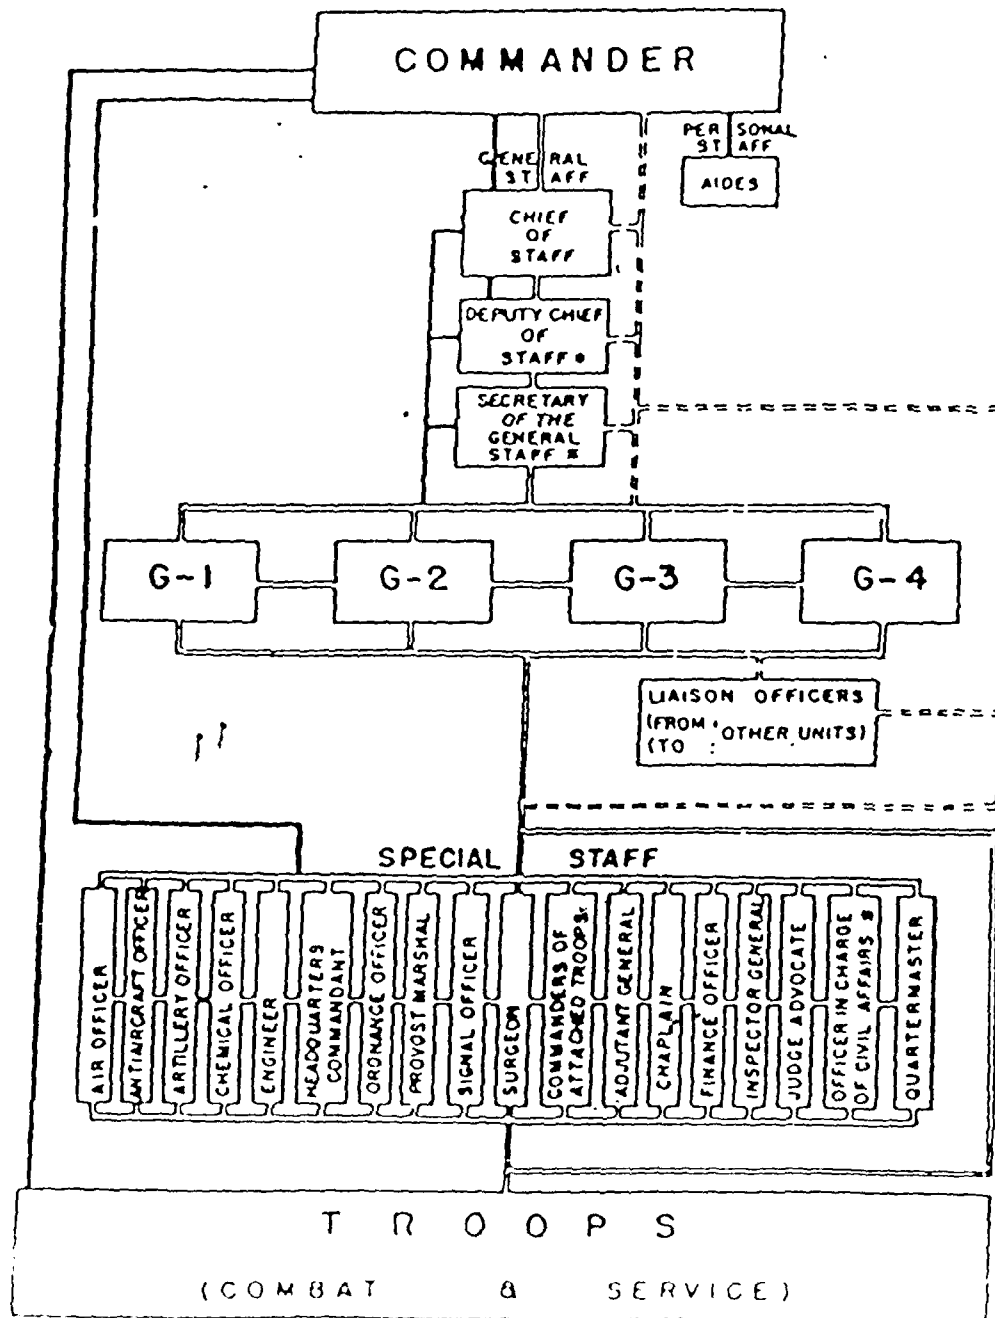 COMMANDER
PERSONAL
STAFF
AIDES
GENERAL
STAFF
CHIEF
OF
STAFF
DEPUTY CHIEF
OF
STAFF *
SECRETARY
OF THE
GENERAL
STAFF *
G-1
G-2
G-3
G-4
LIAISON OFFICERS
(FROM OTHER UNITS)
(TO
SPECIAL STAFF
AIR OFFICER
ANTIAIRCRAFT OFFICER
ARTILLERY OFFICER
CHEMICAL OFFICER
ENGINEER
HEADQUARTERS
COMMANDANT
ORDNANCE OFFICER
PROVOST MARSHAL
SIGNAL OFFICER
SURGEON
COMMANDERS OF
ATTACHED TROOPS
ADJUTANT GENERAL
CHAPLAIN
FINANCE OFFICER
INSPECTOR GENERAL
JUDGE ADVOCATE
OFFICER IN CHARGE
OF CIVIL AFFAIRS *
QUARTERMASTER
TROOPS
(COMBAT & SERVICE)